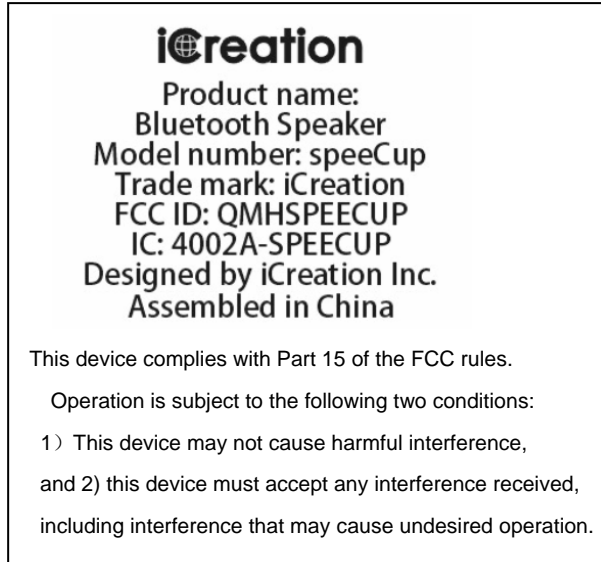 iCreation
Product name:
Bluetooth Speaker
Model number: speeCup
Trade mark: iCreation
FCC ID: QMHSPEECUP
IC: 4002A-SPEECUP
Designed by iCreation Inc.
Assembled in China
This device complies with Part 15 of the FCC rules.
Operation is subject to the following two conditions:
1）This device may not cause harmful interference,
and 2) this device must accept any interference received,
including interference that may cause undesired operation.